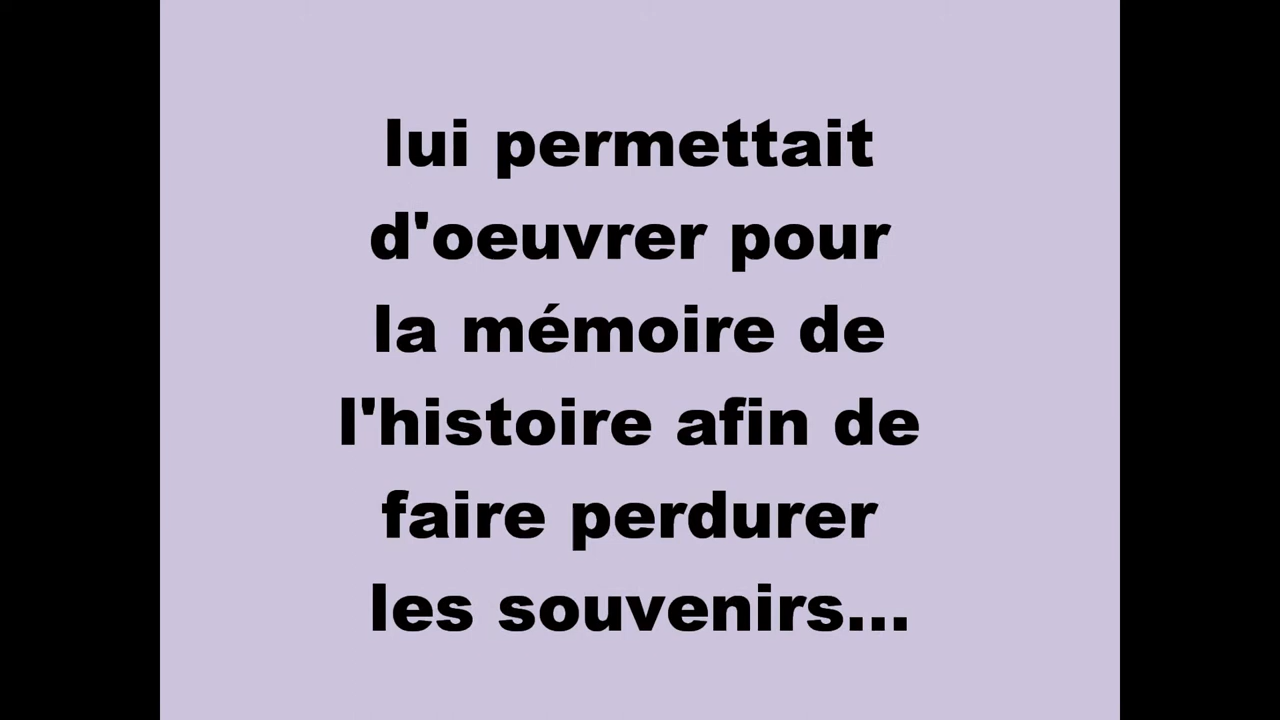 lui permettait
d'oeuvrer pour
la mémoire de
l'histoire afin de
faire perdurer
les souvenirs...